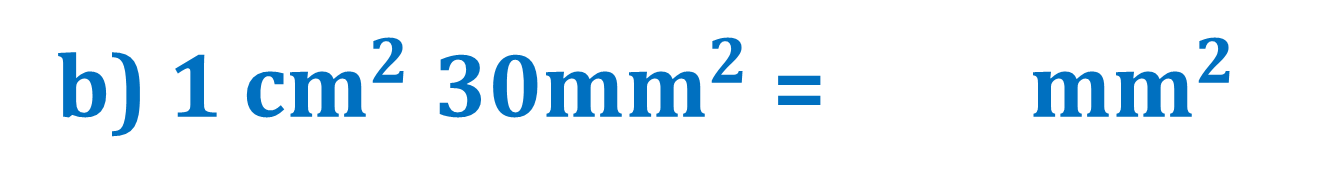 b) 1 cm² 30mm² = mm²